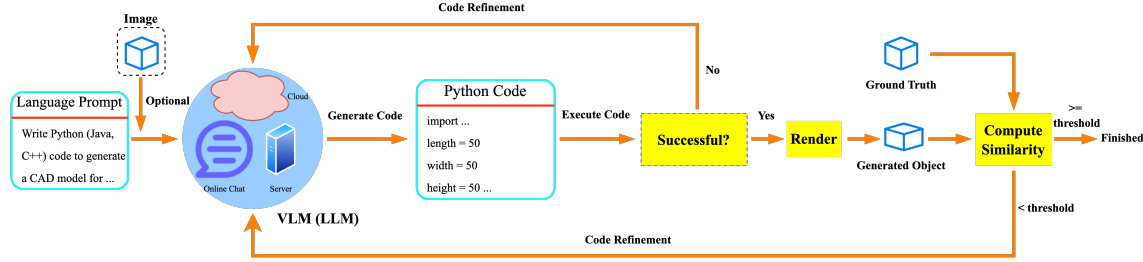 Code Refinement
Image
Optional
Language Prompt
Write Python (Java,
C++) code to generate
a CAD model for ...
Cloud
Online Chat
Server
VLM (LLM)
Generate Code
Python Code
import ...
length = 50
width = 50
height = 50 ...
Execute Code
No
Successful?
Yes
Render
Generated Object
Ground Truth
Compute
Similarity
>=
threshold
Finished
< threshold
Code Refinement